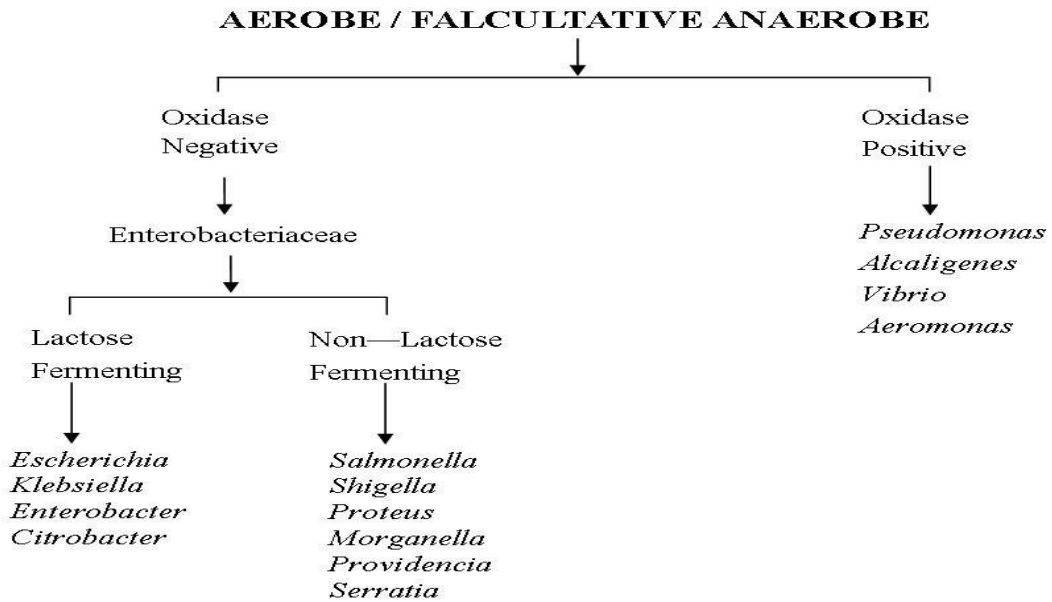 AEROBE / FALCULTATIVE ANAEROBE
Oxidase
Negative
Oxidase
Positive
Enterobacteriaceae
Pseudomonas
Alcaligenes
Vibrio
Aeromonas
Lactose
Fermenting
Non—Lactose
Fermenting
Escherichia
Klebsiella
Enterobacter
Citrobacter
Salmonella
Shigella
Proteus
Morganella
Providencia
Serratia